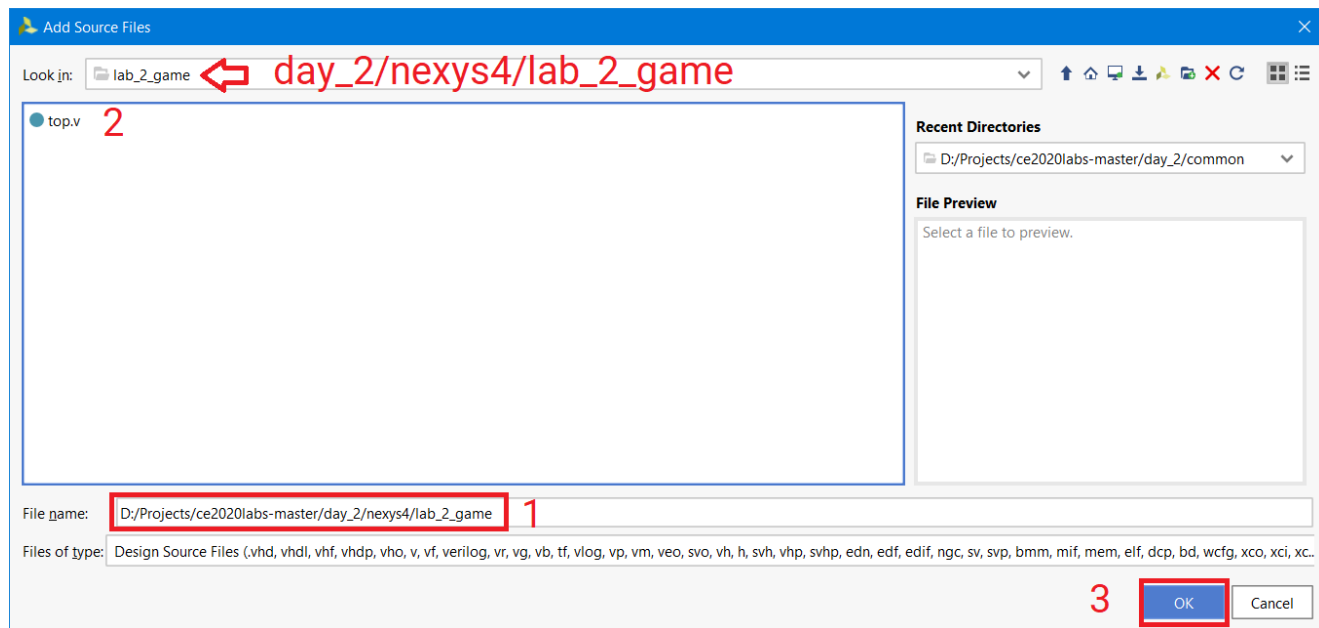 Add Source Files
Look in: lab_2_game day_2/nexys4/lab_2_game
top.v 2
Recent Directories
D:/Projects/ce2020labs-master/day_2/common
File Preview
Select a file to preview.
File name: D:/Projects/ce2020labs-master/day_2/nexys4/lab_2_game 1
Files of type: Design Source Files (.vhd, vhdl, vhf, vhdp, vho, v, vf, verilog, vr, vg, vb, tf, vlog, vp, vm, veo, svo, vh, h, svh, vhp, svhp, edn, edf, edif, ngc, sv, svp, bmm, mif, mem, elf, dcp, bd, wcfg, xco, xci, xc..
3 OK Cancel